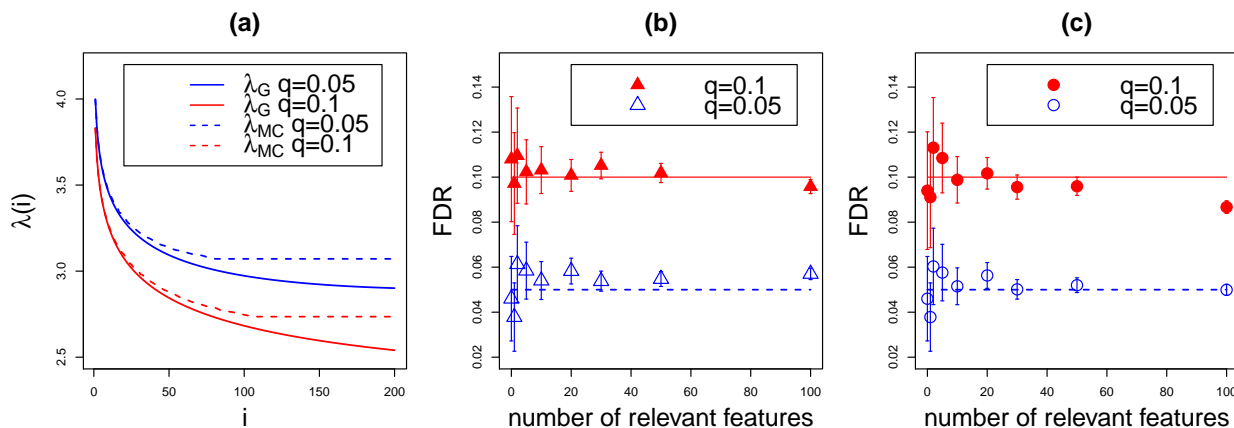 (a)
λG q=0.05
λG q=0.1
λMC q=0.05
λMC q=0.1
λ(i)
4.0
3.5
3.0
2.5
0 50 100 150 200
i
(b)
q=0.1
q=0.05
FDR
0.14
0.12
0.10
0.08
0.06
0.04
0.02
0 20 40 60 80 100
number of relevant features
(c)
q=0.1
q=0.05
FDR
0.14
0.12
0.10
0.08
0.06
0.04
0.02
0 20 40 60 80 100
number of relevant features